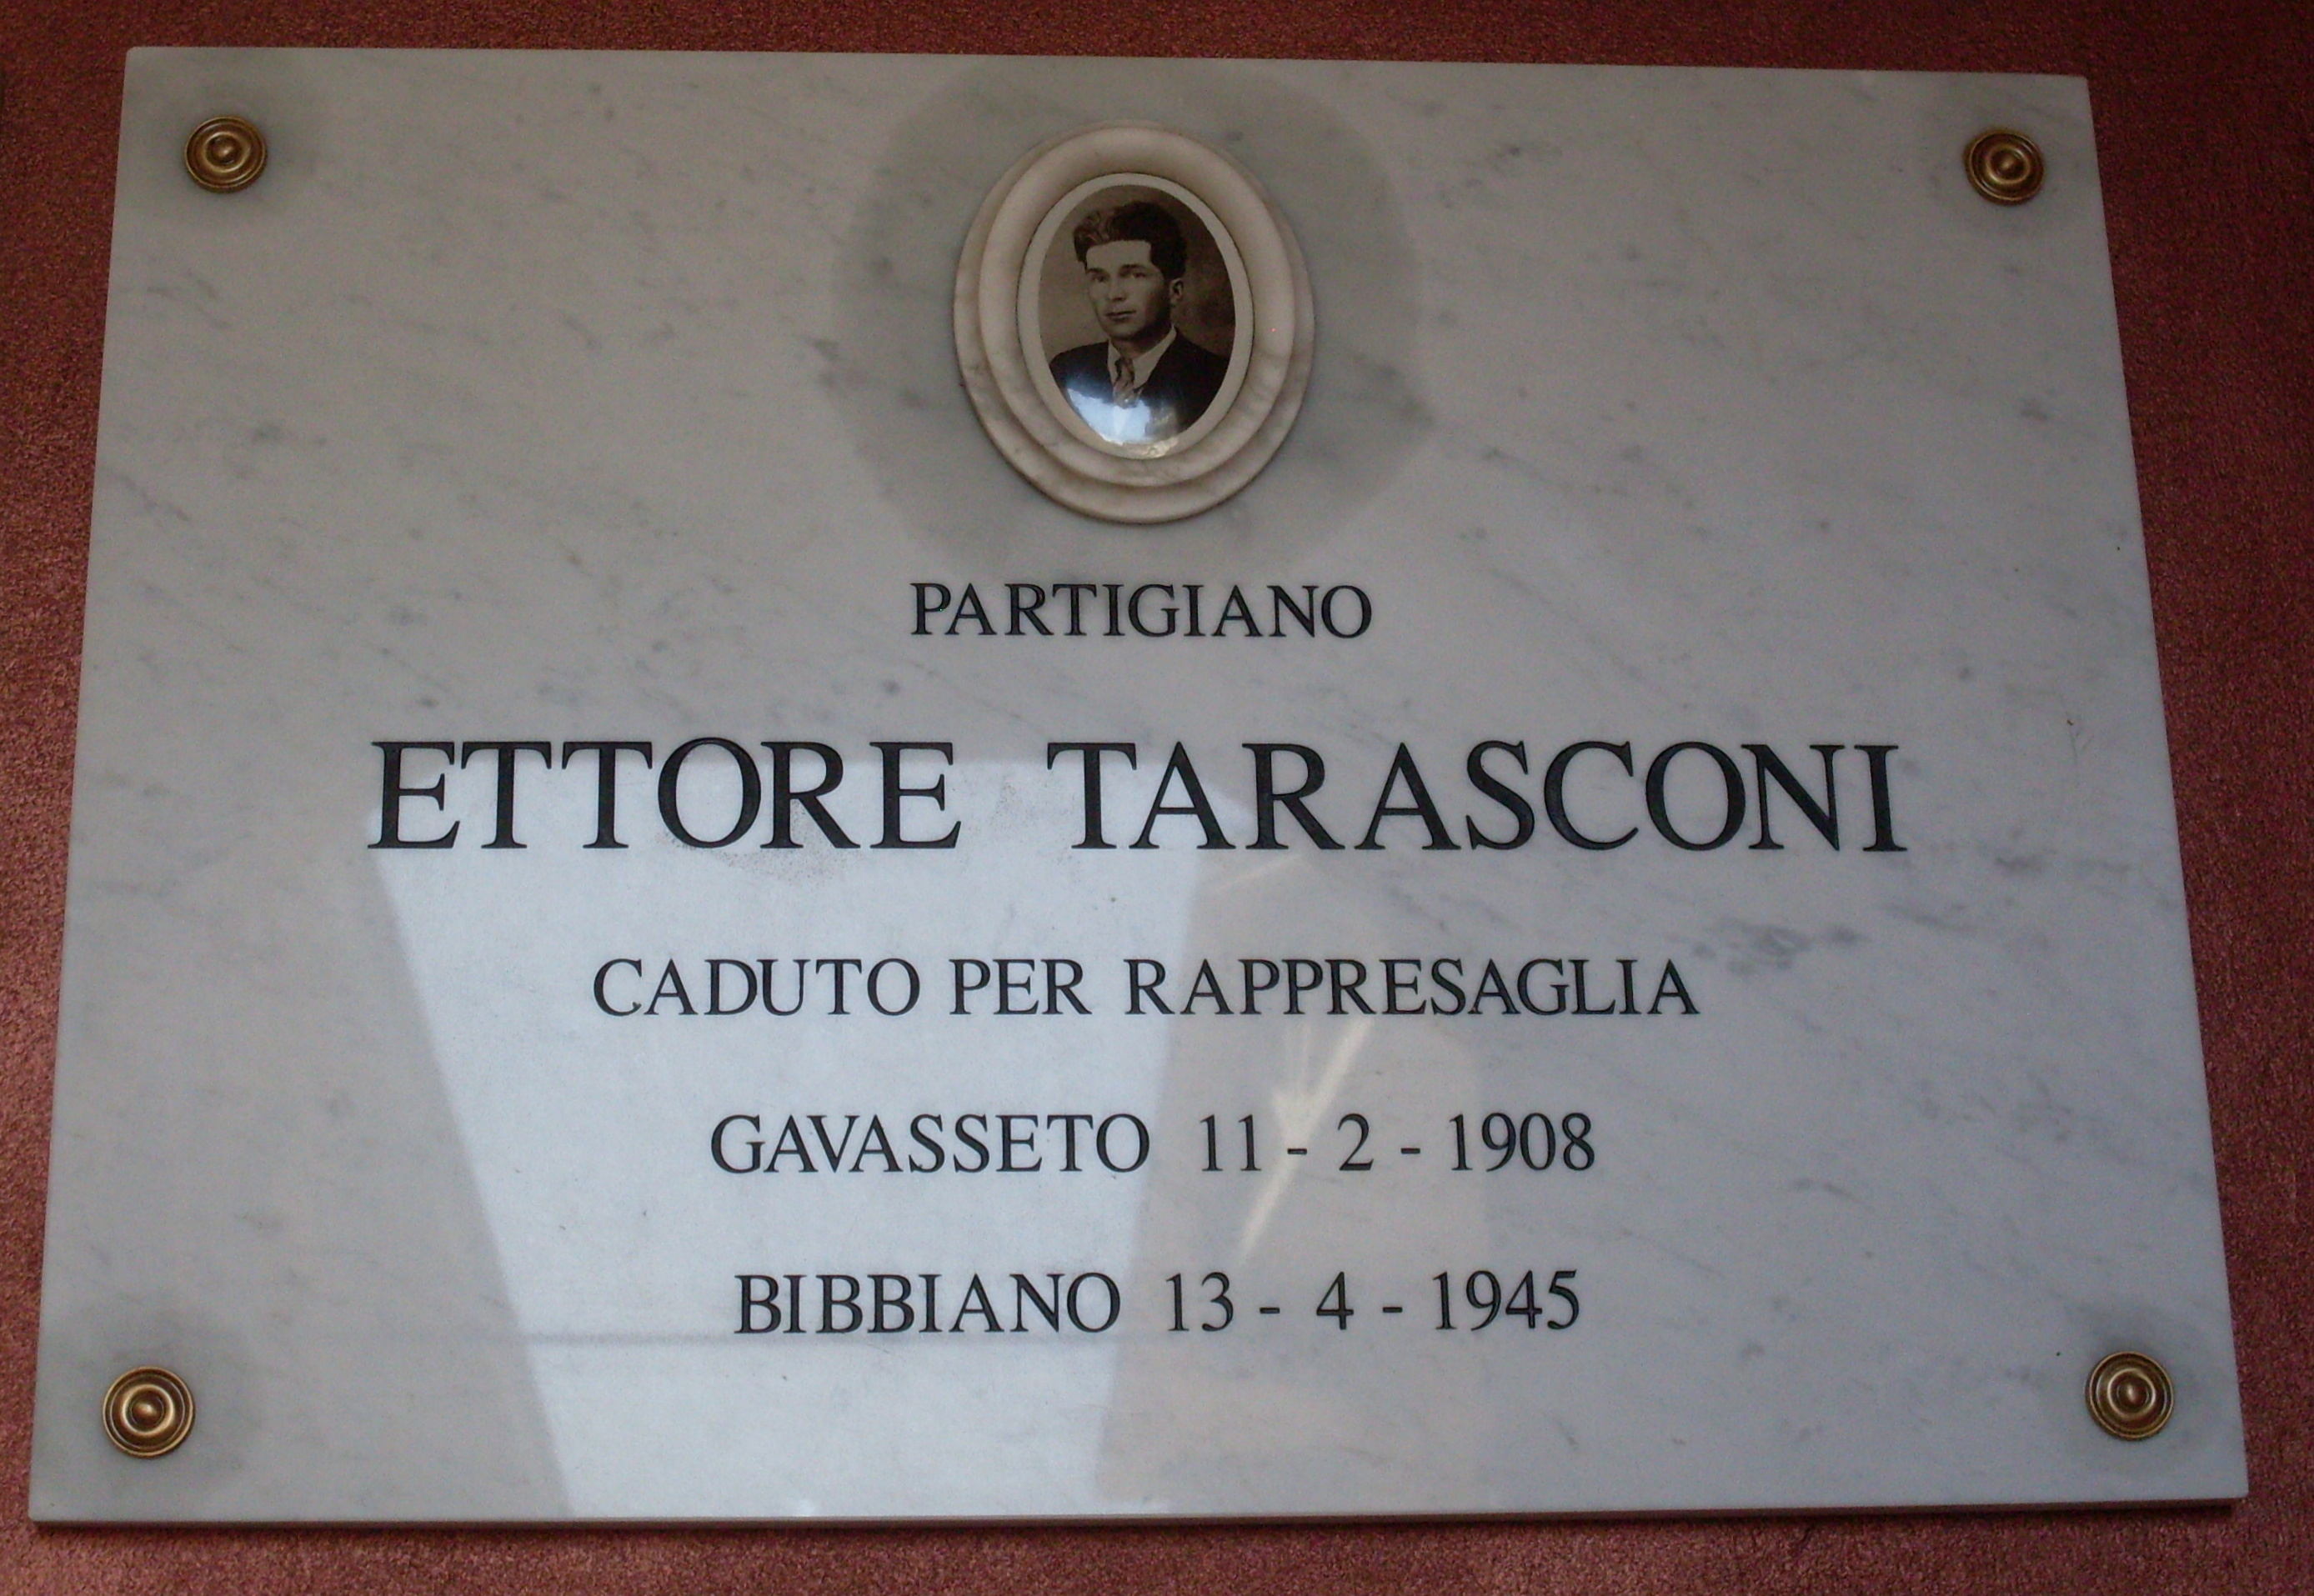 PARTIGIANO
ETTORE TARASCONI
CADUTO PER RAPPRESAGLIA
GAVASSETO 11 - 2 - 1908
BIBBIANO 13 - 4 - 1945